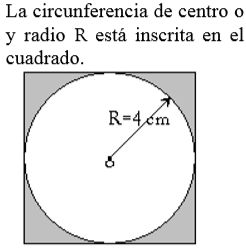 La circunferencia de centro o
y radio R está inscrita en el
cuadrado.
R=4 cm
o